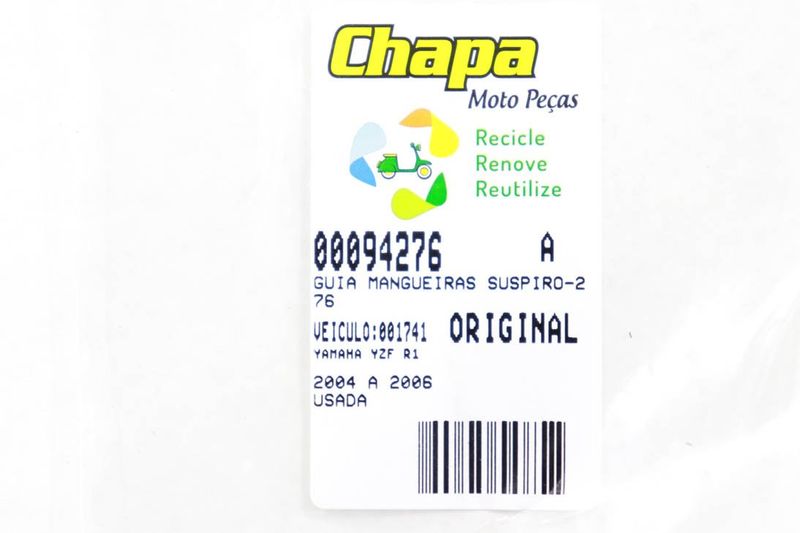 Chapa
Moto Peças
Recicle
Renove
Reutilize
00094276 A
GUIA MANGUEIRAS SUSPIRO-2
76
VEICULO:001741 ORIGINAL
YAMAHA YZF R1
2004 A 2006
USADA